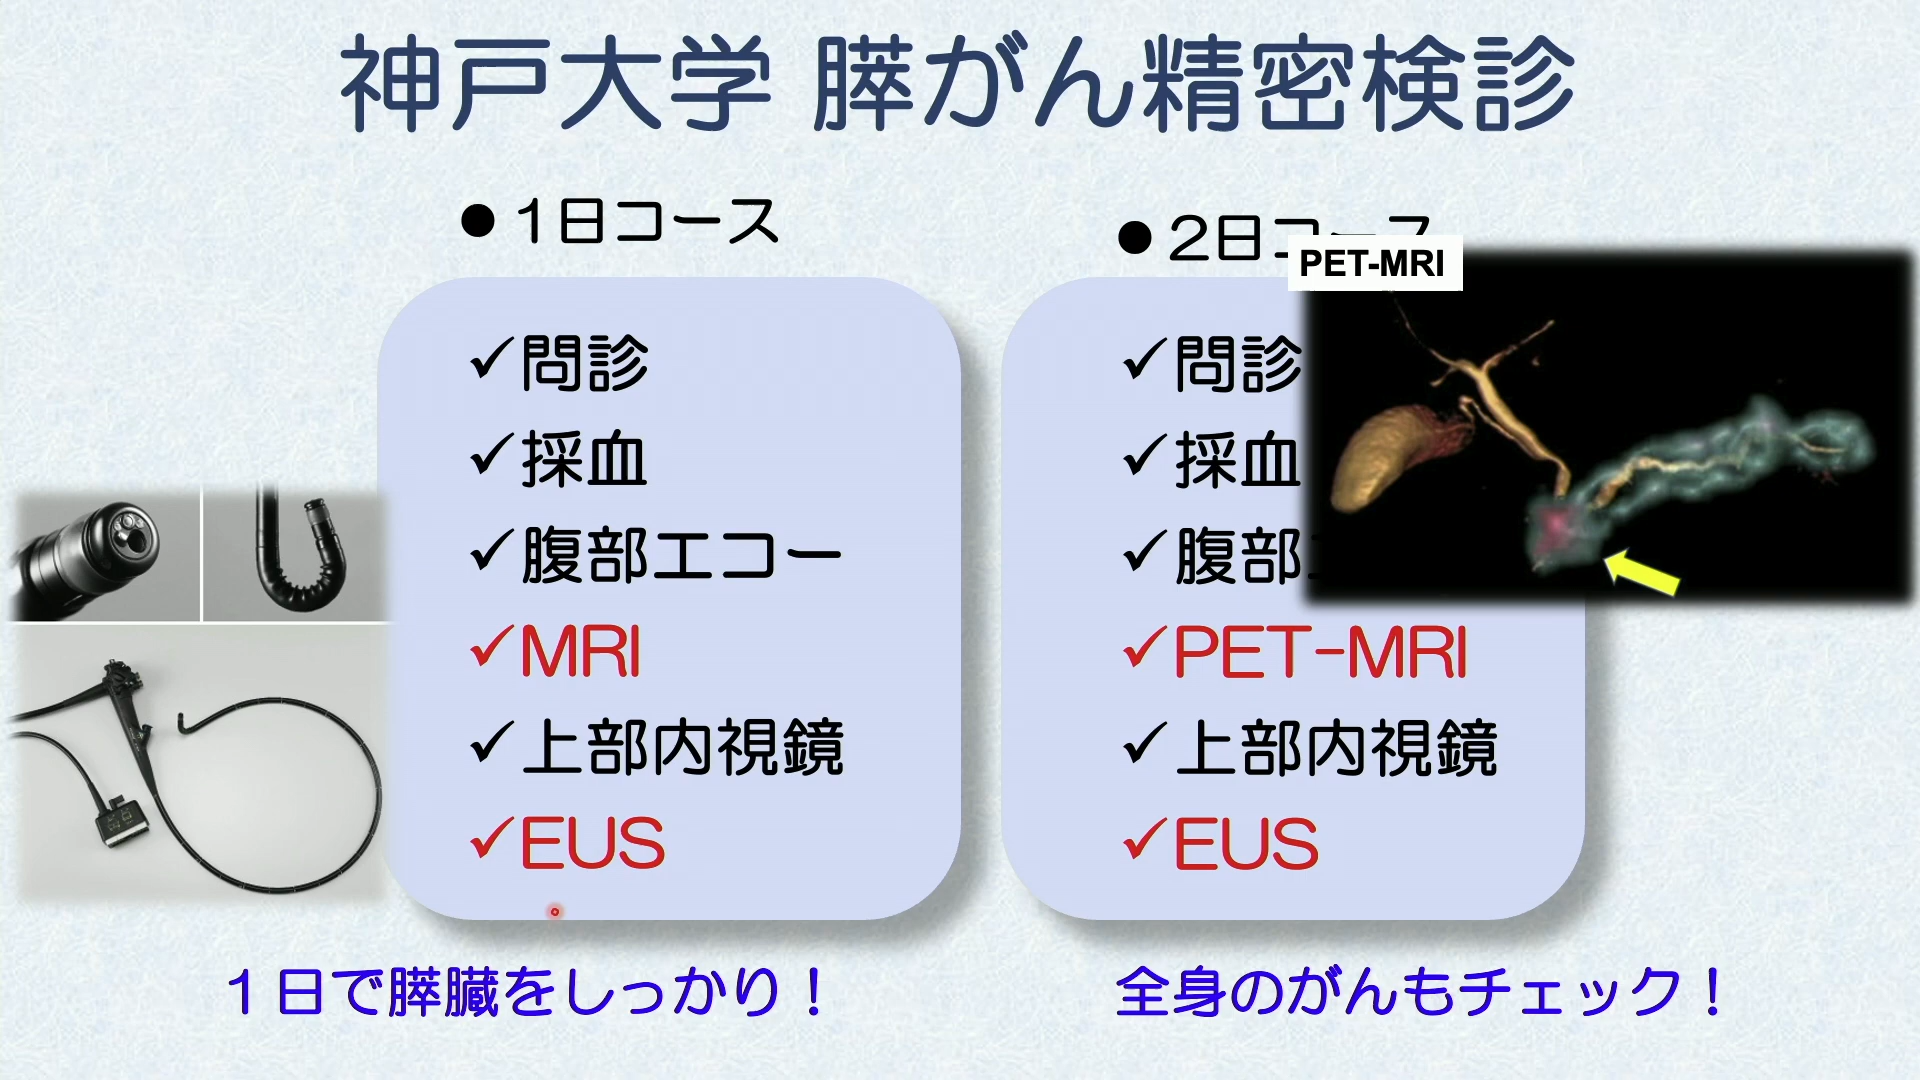 神戸大学 膵がん精密検診
●1日コース
✓問診
✓採血
✓腹部エコー
✓MRI
✓上部内視鏡
✓EUS
1日で膵臓をしっかり！
●2日コース
PET-MRI
✓問診
✓採血
✓腹部
✓PET-MRI
✓上部内視鏡
✓EUS
全身のがんもチェック！